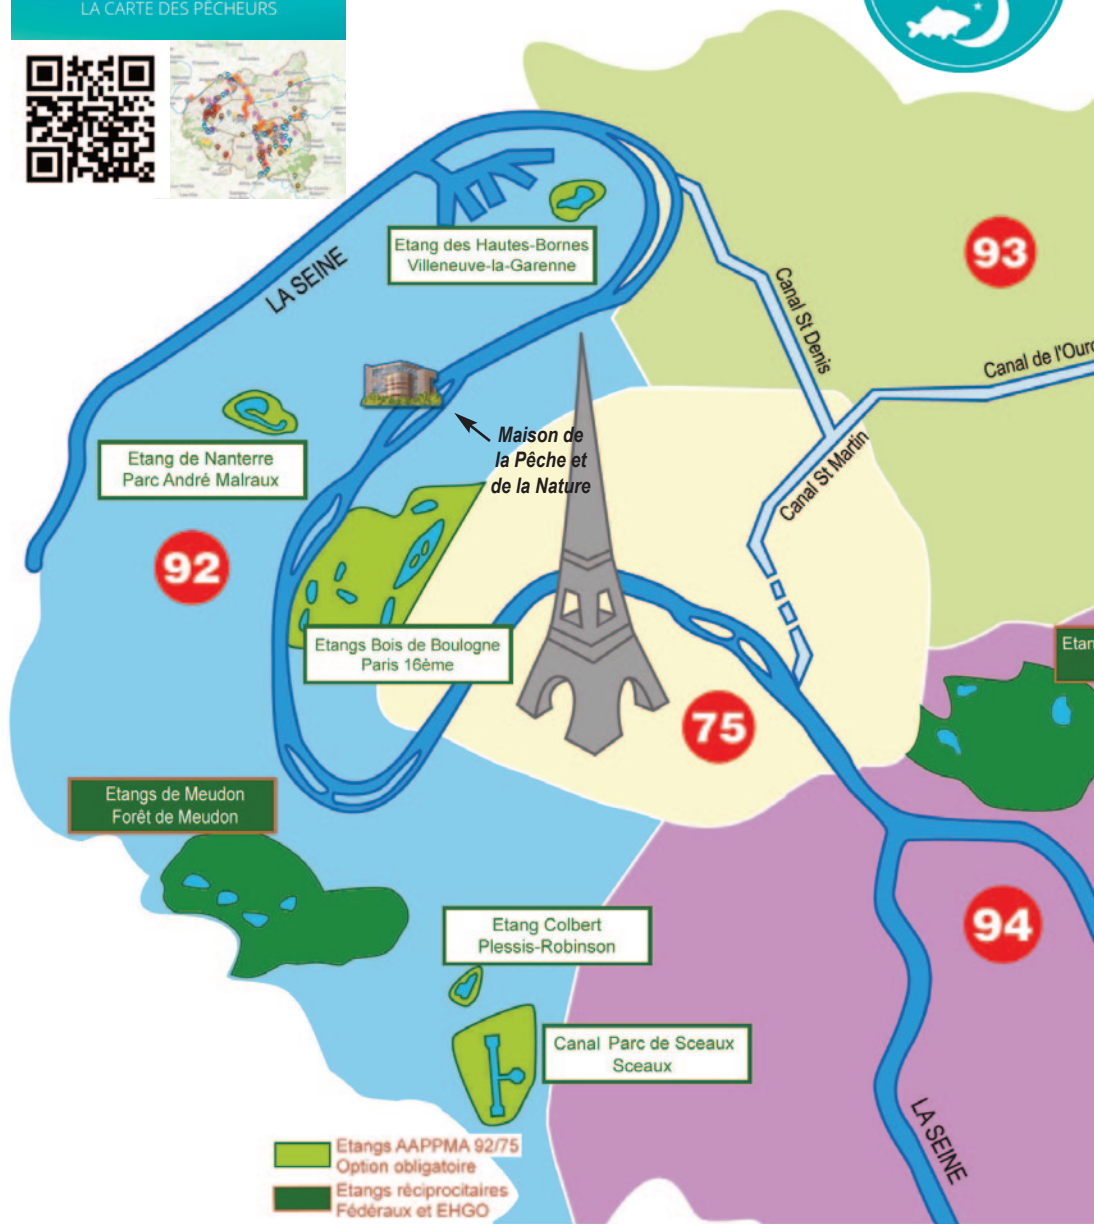 LA CARTE DES PÊCHEURS
Etang des Hautes-Bornes
Villeneuve-la-Garenne
LA SEINE
93
Canal St Denis
Canal de l'Ourc
Maison de
la Pêche et
de la Nature
Etang de Nanterre
Parc André Malraux
Canal St Martin
92
Etangs Bois de Boulogne
Paris 16ème
Etan
75
Etangs de Meudon
Forêt de Meudon
94
Etang Colbert
Plessis-Robinson
Canal Parc de Sceaux
Sceaux
LA SEINE
Etangs AAPPMA 92/75
Option obligatoire
Etangs réciprocitaires
Fédéraux et EHGO